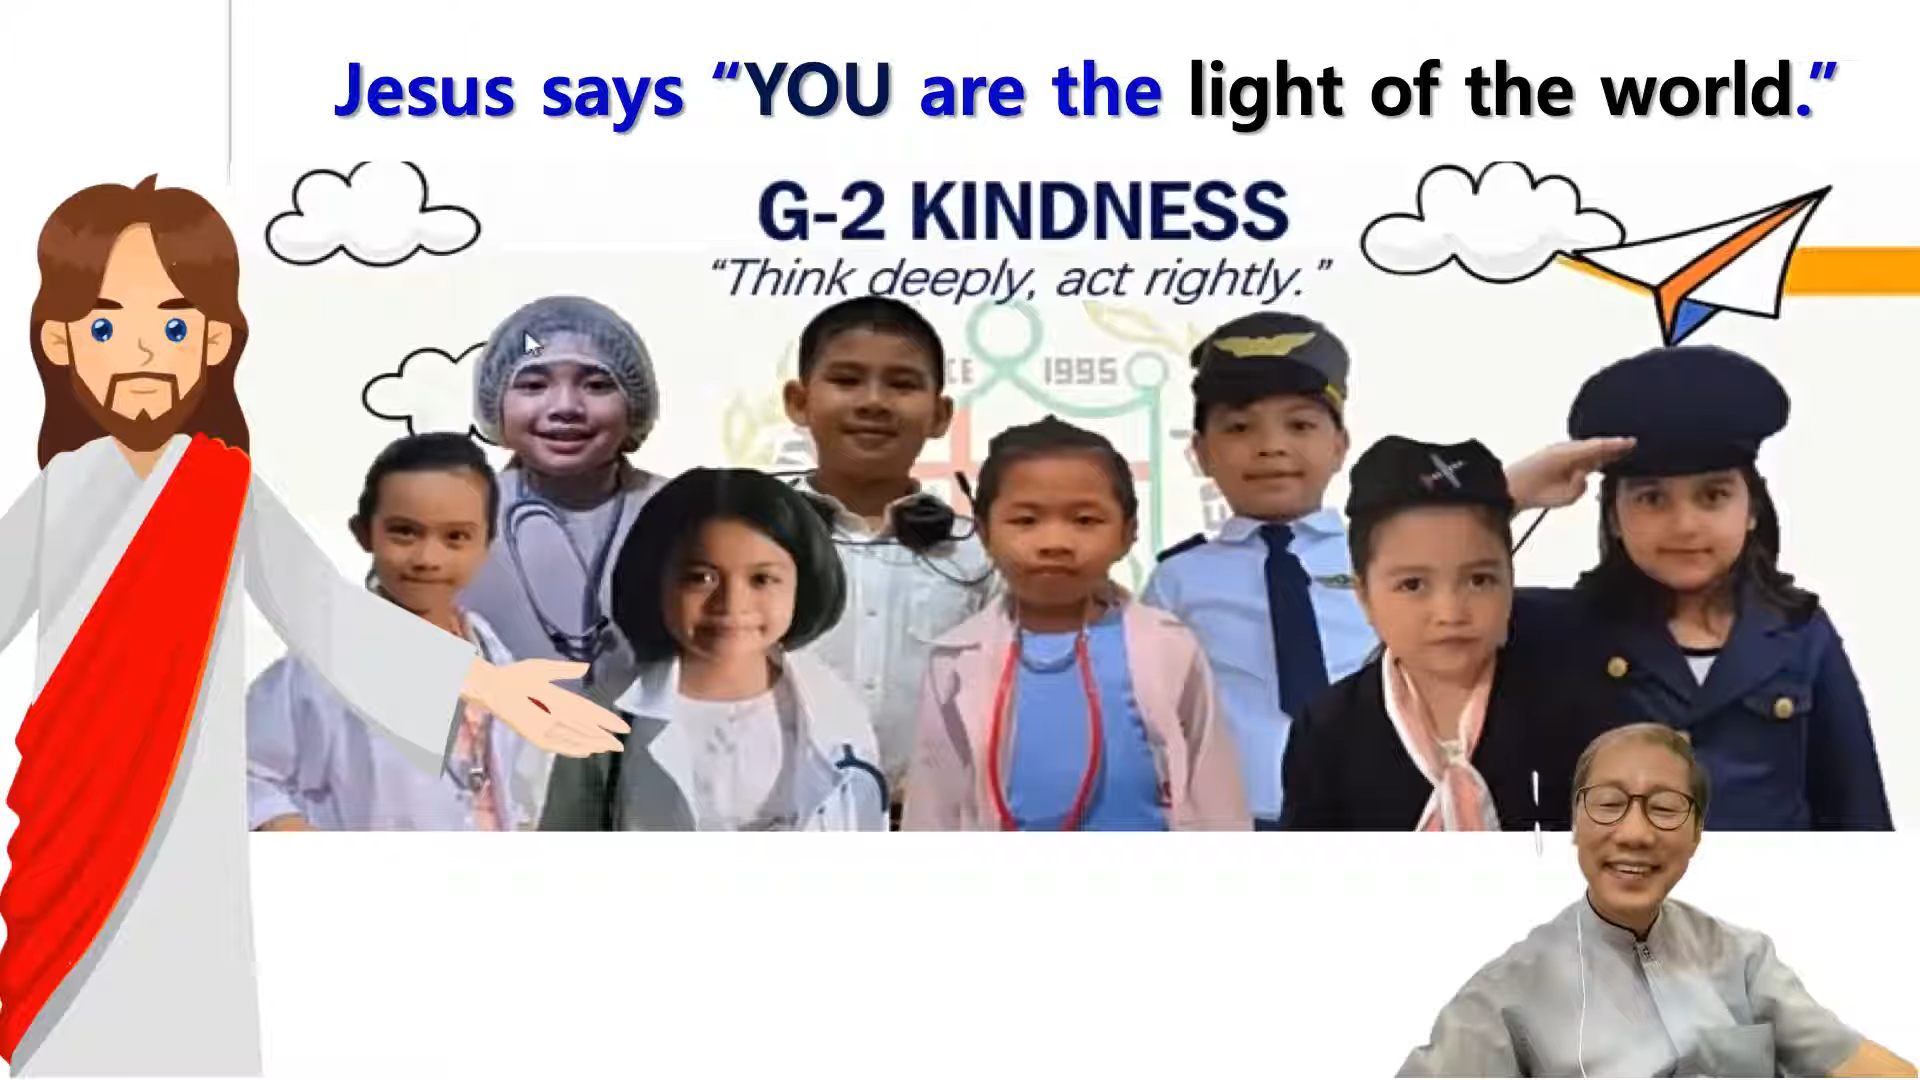 Jesus says “YOU are the light of the world.”
G-2 KINDNESS
“Think deeply, act rightly.”
1995